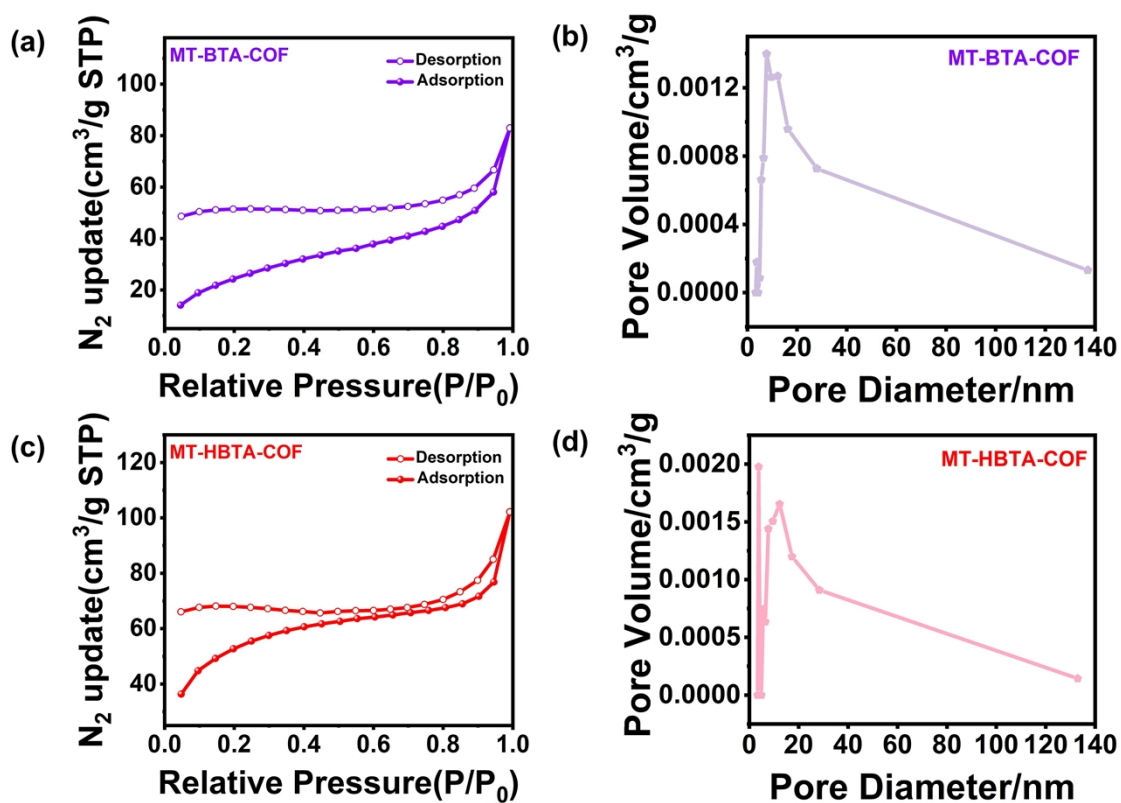 (a)
N₂ update(cm³/g STP)
MT-BTA-COF
Desorption
Adsorption
100
80
60
40
20
0.0 0.2 0.4 0.6 0.8 1.0
Relative Pressure(P/P₀)
(b)
Pore Volume/cm³/g
MT-BTA-COF
0.0012
0.0008
0.0004
0.0000
0 20 40 60 80 100 120 140
Pore Diameter/nm
(c)
N₂ update(cm³/g STP)
MT-HBTA-COF
Desorption
Adsorption
120
100
80
60
40
0.0 0.2 0.4 0.6 0.8 1.0
Relative Pressure(P/P₀)
(d)
Pore Volume/cm³/g
MT-HBTA-COF
0.0020
0.0015
0.0010
0.0005
0.0000
0 20 40 60 80 100 120 140
Pore Diameter/nm